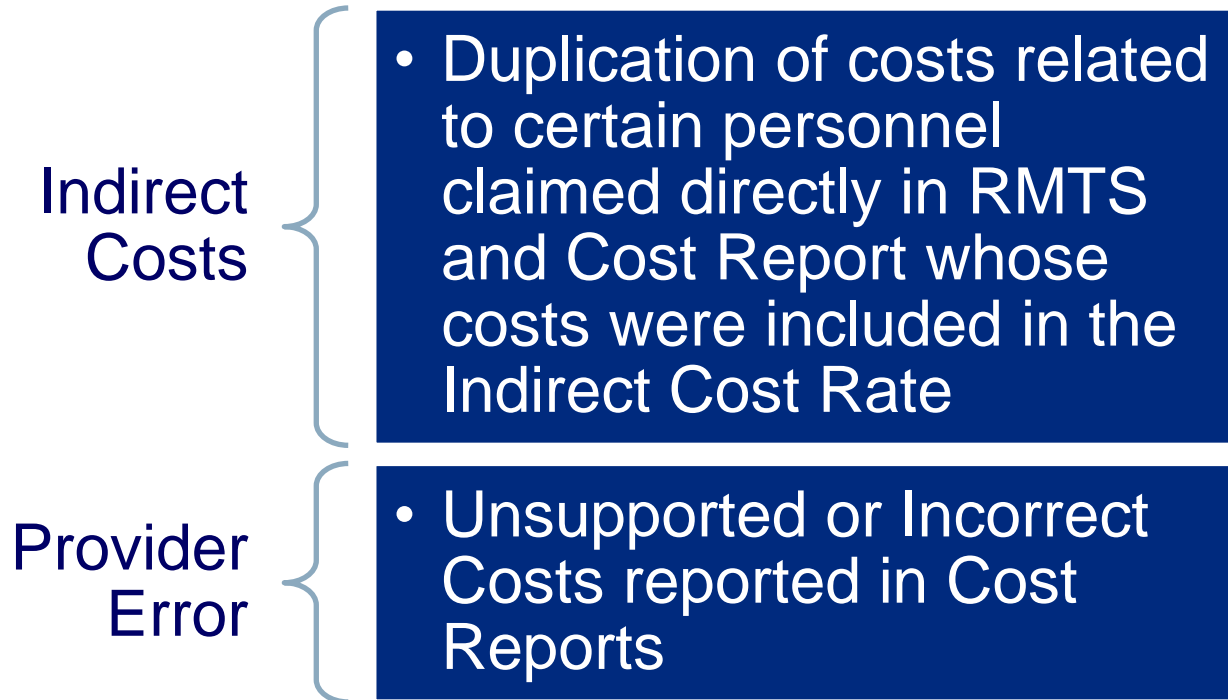 Indirect
Costs
• Duplication of costs related
to certain personnel
claimed directly in RMTS
and Cost Report whose
costs were included in the
Indirect Cost Rate
Provider
Error
• Unsupported or Incorrect
Costs reported in Cost
Reports